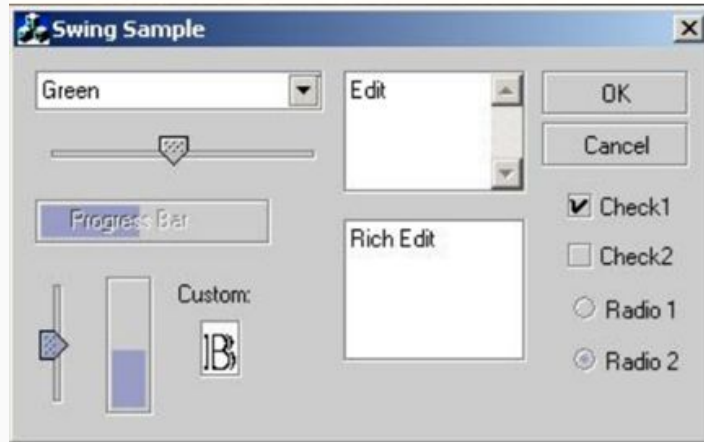 Swing Sample
Green
Edit
OK
Cancel
Progress Bar
Check1
Rich Edit
Check2
Custom:
Radio 1
B
Radio 2